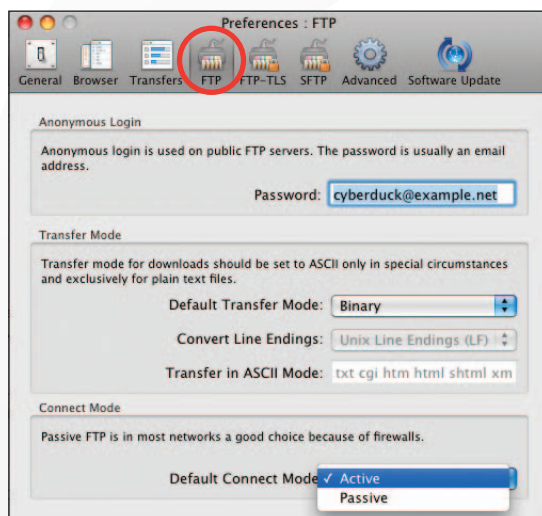 Preferences : FTP
General Browser Transfers FTP FTP-TLS SFTP Advanced Software Update
Anonymous Login
Anonymous login is used on public FTP servers. The password is usually an email
address.
Password: cyberduck@example.net
Transfer Mode
Transfer mode for downloads should be set to ASCII only in special circumstances
and exclusively for plain text files.
Default Transfer Mode: Binary
Convert Line Endings: Unix Line Endings (LF)
Transfer in ASCII Mode: txt cgi htm html shtml xm
Connect Mode
Passive FTP is in most networks a good choice because of firewalls.
Default Connect Mode ✓ Active
Passive